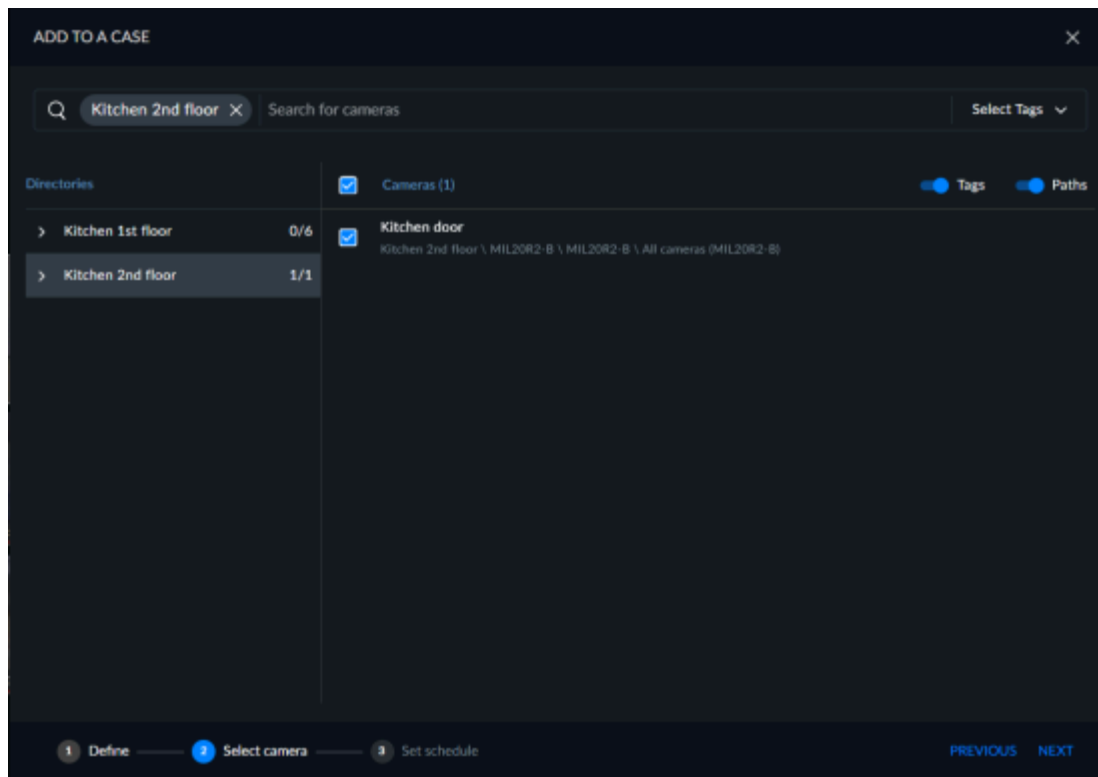 ADD TO A CASE
Kitchen 2nd floor Search for cameras Select Tags
Directories Cameras (1) Tags Paths
Kitchen 1st floor 0/6
Kitchen door
Kitchen 2nd floor \ MIL20R2-B \ MIL20R2-B \ All cameras (MIL20R2-B)
Kitchen 2nd floor 1/1
1 Define 2 Select camera 3 Set schedule PREVIOUS NEXT